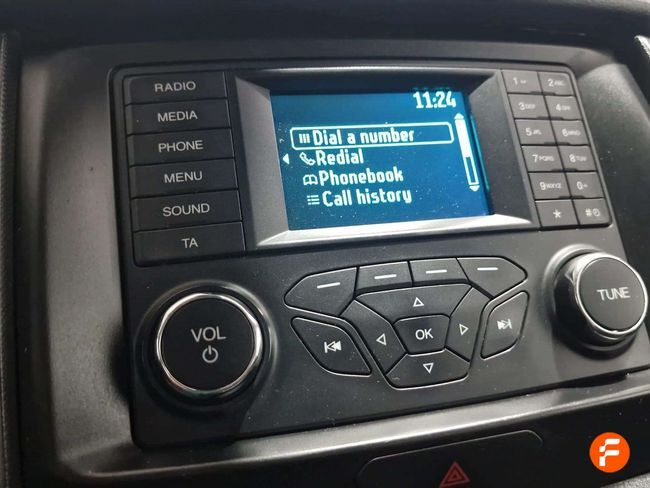 RADIO
MEDIA
PHONE
MENU
SOUND
TA
11:24
Dial a number
Redial
Phonebook
Call history
1
2ABC
3DEF
4GHI
5JKL
6MNO
7PQRS
8TUV
9WXYZ
0+
*
#
VOL
OK
TUNE